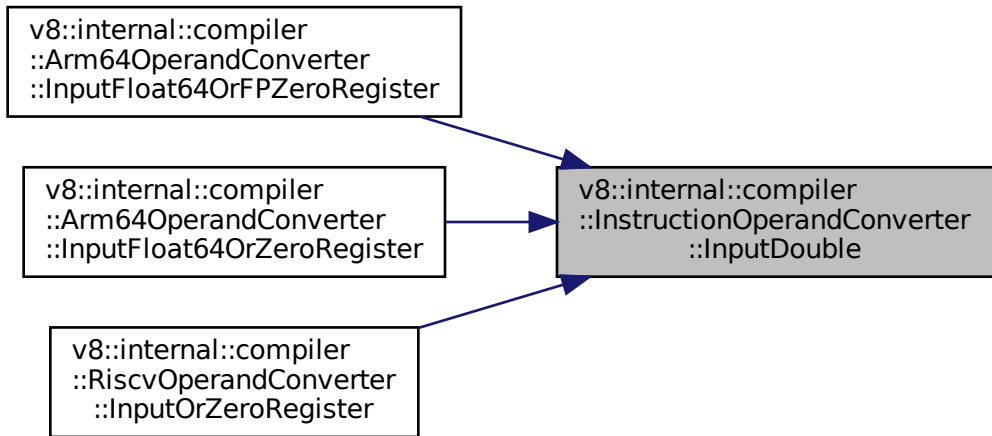 v8::internal::compiler
::Arm64OperandConverter
::InputFloat64OrFPZeroRegister
v8::internal::compiler
::Arm64OperandConverter
::InputFloat64OrZeroRegister
v8::internal::compiler
::RiscvOperandConverter
::InputOrZeroRegister
v8::internal::compiler
::InstructionOperandConverter
::InputDouble